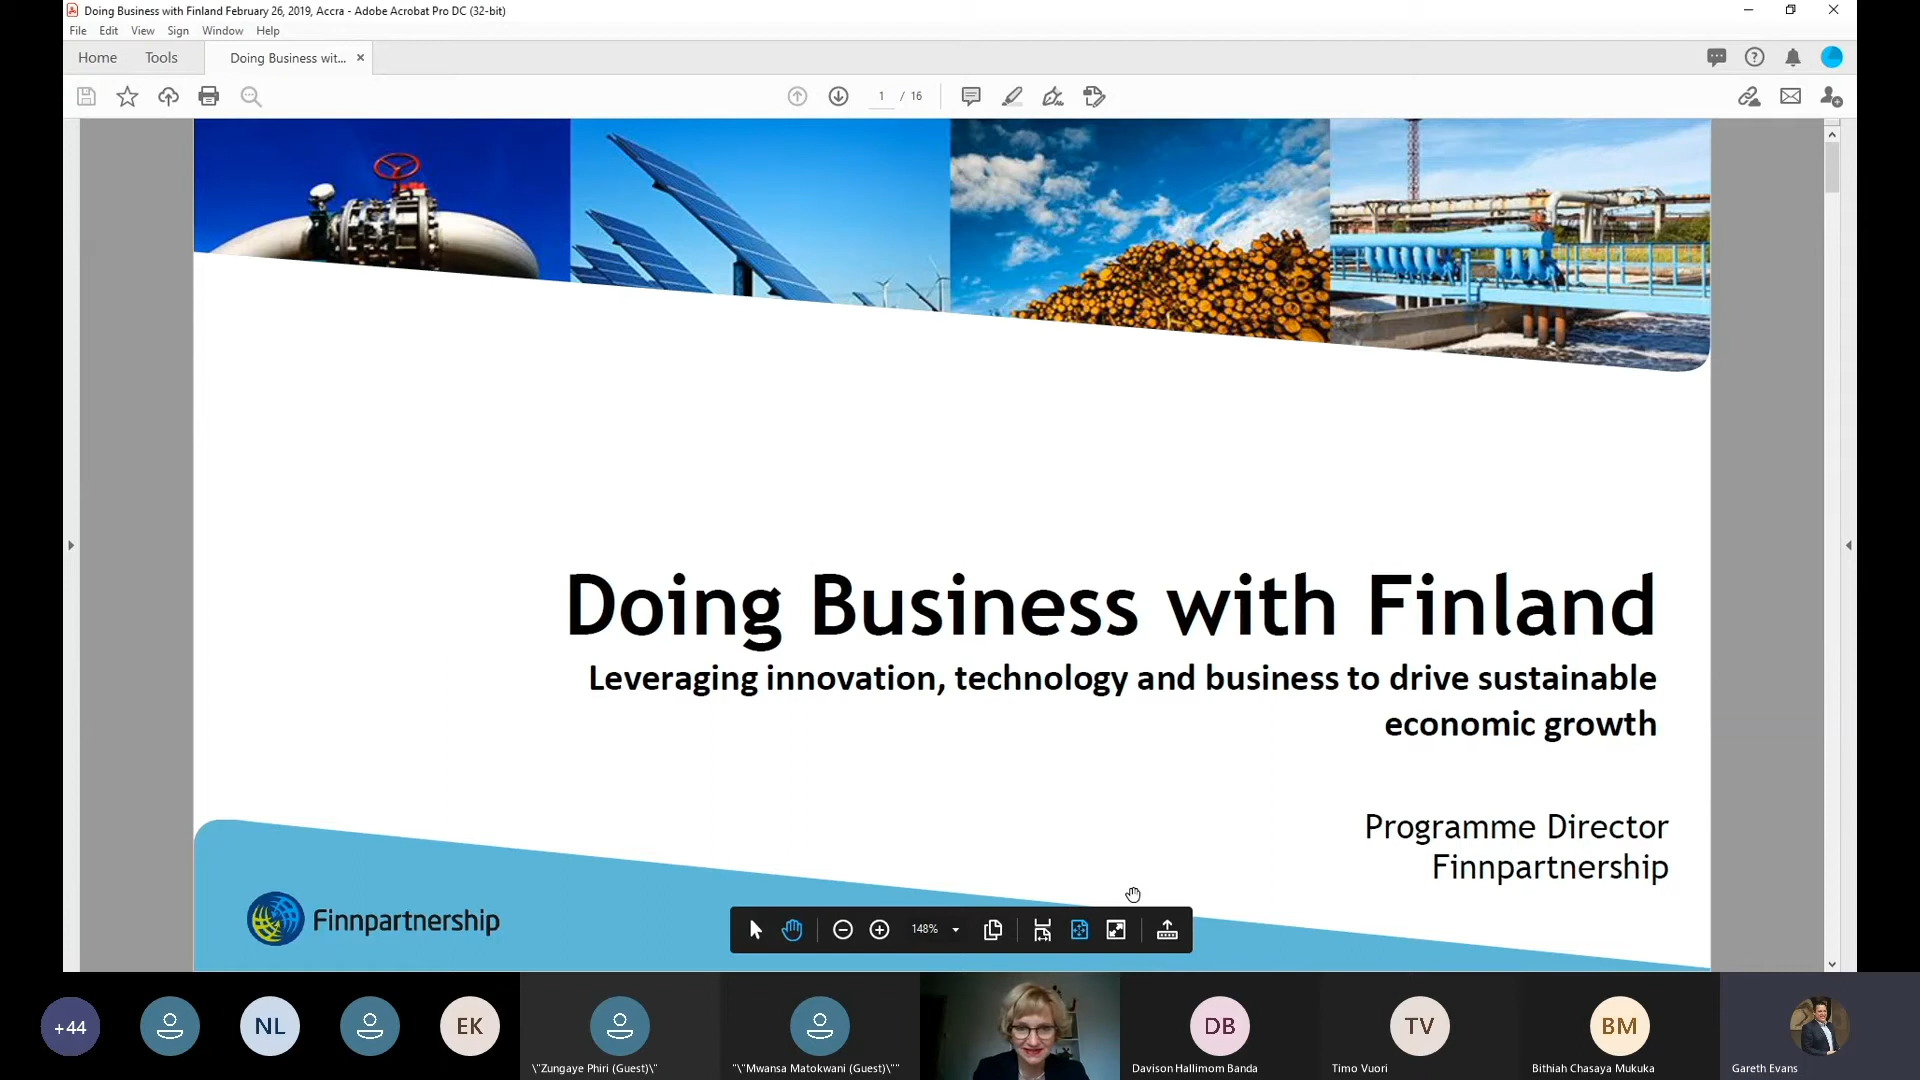 Doing Business with Finland February 26, 2019, Accra - Adobe Acrobat Pro DC (32-bit)
File Edit View Sign Window Help
Home Tools Doing Business wit... ×
1 / 16
Doing Business with Finland
Leveraging innovation, technology and business to drive sustainable
economic growth
Programme Director
Finnpartnership
Finnpartnership
148%
+44 NL EK DB TV BM
\"Zungaye Phiri (Guest)\" "\"Mwansa Matokwani (Guest)\"" Davison Hallimom Banda Timo Vuori Bithiah Chasaya Mukuka Gareth Evans